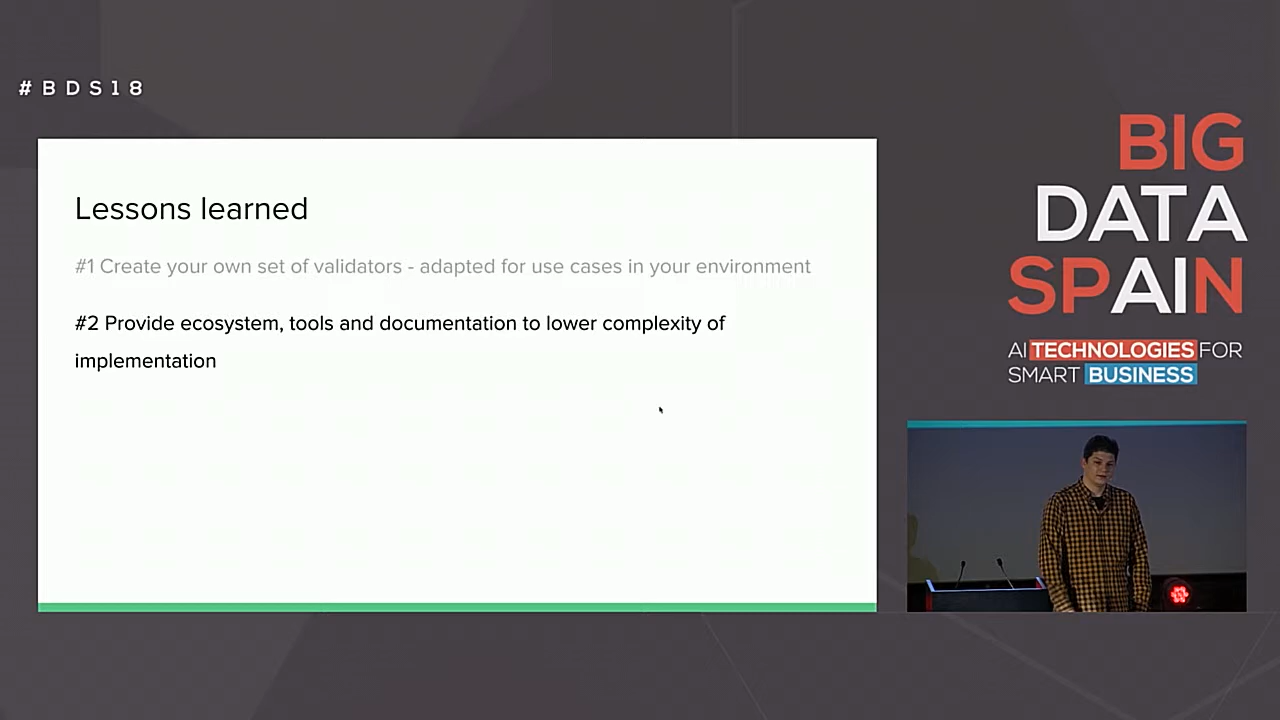 #BDS18
Lessons learned
#1 Create your own set of validators - adapted for use cases in your environment
#2 Provide ecosystem, tools and documentation to lower complexity of
implementation
BIG
DATA
SPAIN
AI TECHNOLOGIES FOR
SMART BUSINESS